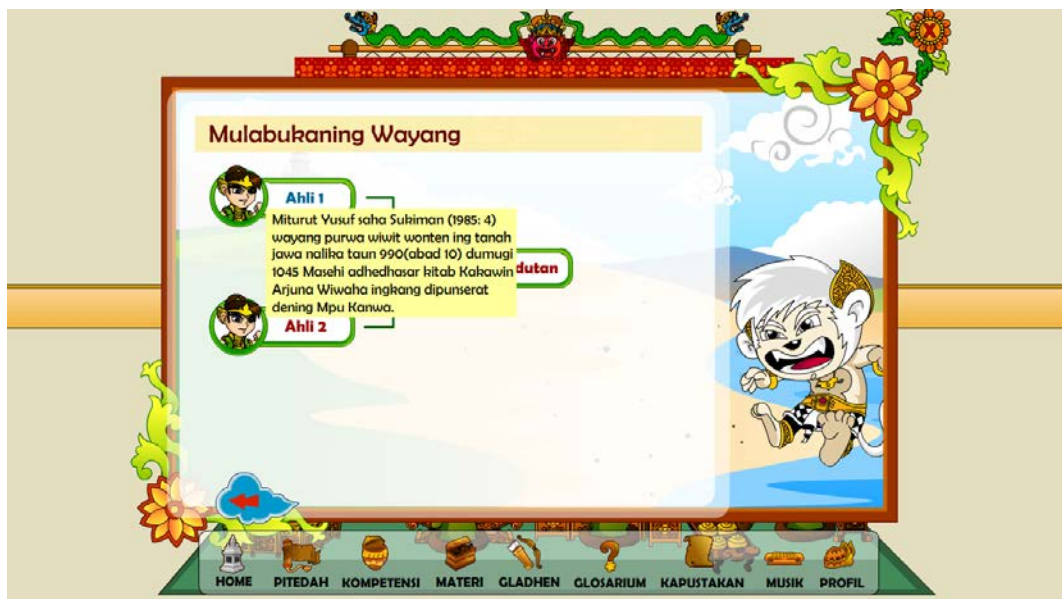 X
Mulabukaning Wayang
Ahli 1
Miturut Yusuf saha Sukiman (1985: 4)
wayang purwa wiwit wonten ing tanah
jawa nalika taun 990(abad 10) dumugi
1045 Masehi adhedhasar kitab Kakawin
Arjuna Wiwaha ingkang dipunserat
dening Mpu Kanwa.
dutan
Ahli 2
HOME PITEDAH KOMPETENSI MATERI GLADHEN GLOSARIUM KAPUSTAKAN MUSIK PROFIL